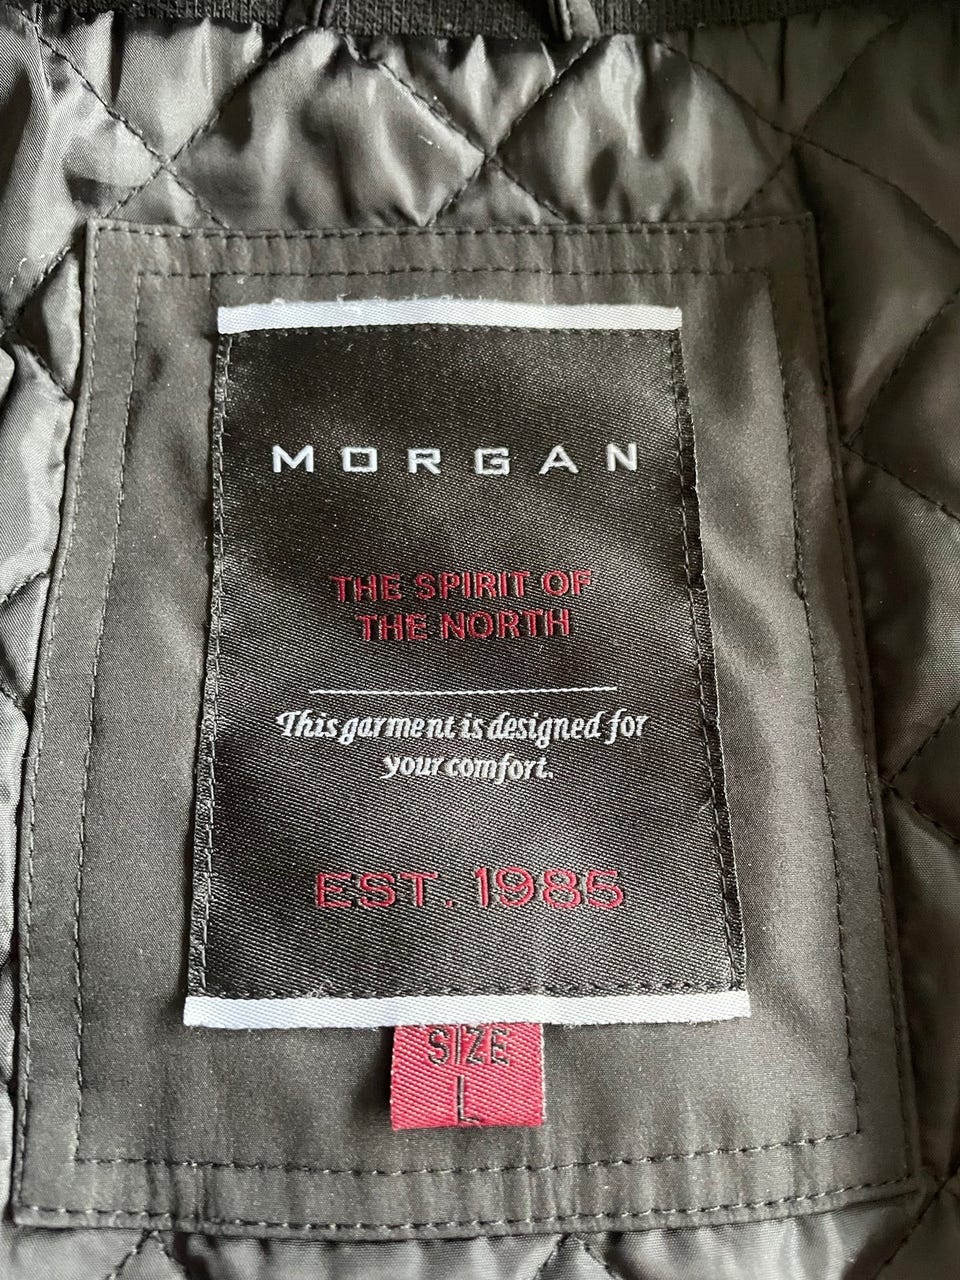 MORGAN
THE SPIRIT OF
THE NORTH
This garment is designed for
your comfort.
EST. 1985
SIZE
L